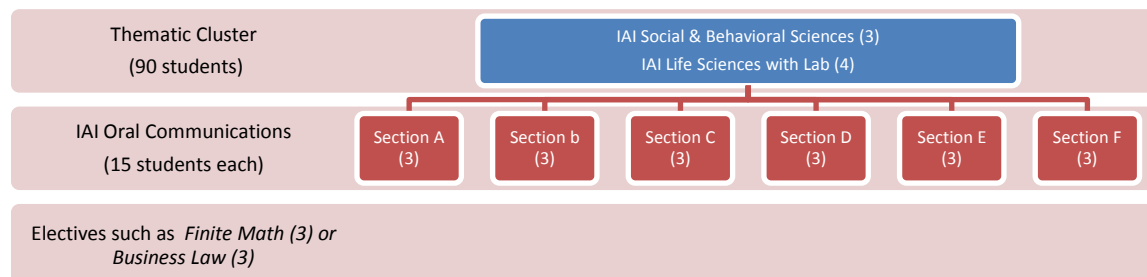 Thematic Cluster
(90 students)
IAI Social & Behavioral Sciences (3)
IAI Life Sciences with Lab (4)
IAI Oral Communications
(15 students each)
Section A
(3)
Section b
(3)
Section C
(3)
Section D
(3)
Section E
(3)
Section F
(3)
Electives such as Finite Math (3) or
Business Law (3)